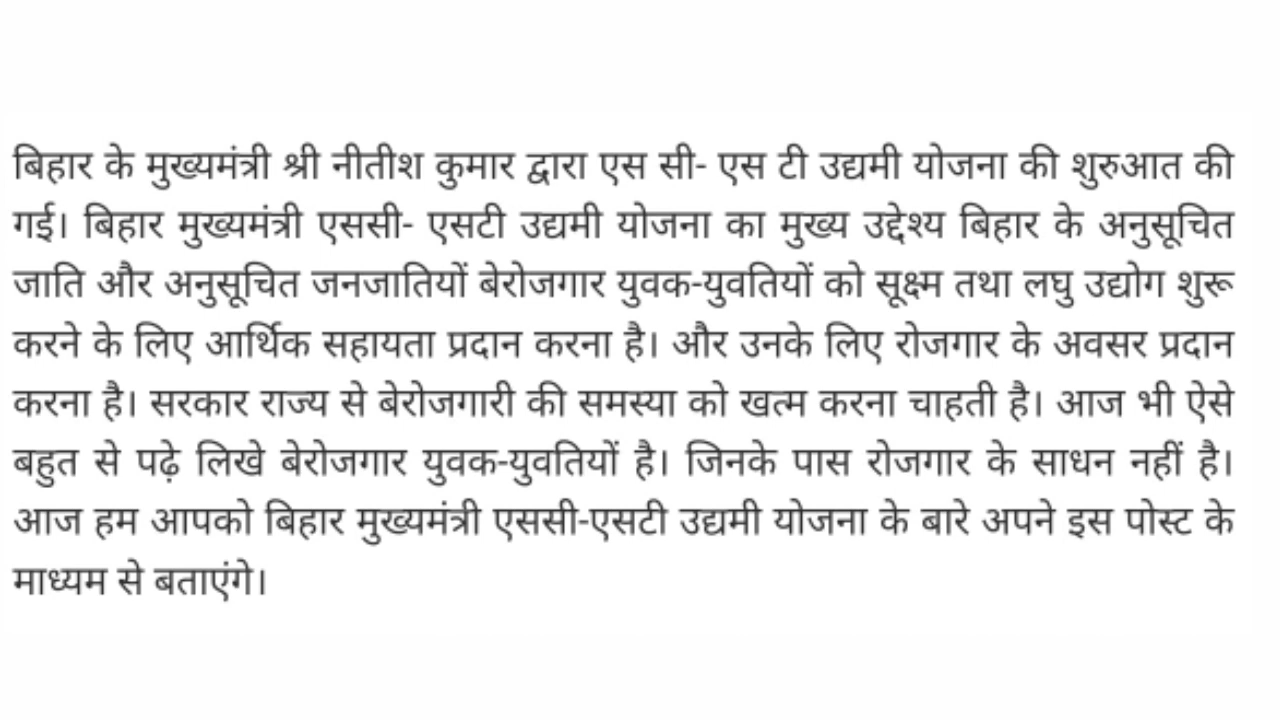 बिहार के मुख्यमंत्री श्री नीतीश कुमार द्वारा एस सी- एस टी उद्यमी योजना की शुरुआत की
गई। बिहार मुख्यमंत्री एससी- एसटी उद्यमी योजना का मुख्य उद्देश्य बिहार के अनुसूचित
जाति और अनुसूचित जनजातियों बेरोजगार युवक-युवतियों को सूक्ष्म तथा लघु उद्योग शुरू
करने के लिए आर्थिक सहायता प्रदान करना है। और उनके लिए रोजगार के अवसर प्रदान
करना है। सरकार राज्य से बेरोजगारी की समस्या को खत्म करना चाहती है। आज भी ऐसे
बहुत से पढ़े लिखे बेरोजगार युवक-युवतियों है। जिनके पास रोजगार के साधन नहीं है।
आज हम आपको बिहार मुख्यमंत्री एससी-एसटी उद्यमी योजना के बारे अपने इस पोस्ट के
माध्यम से बताएंगे।